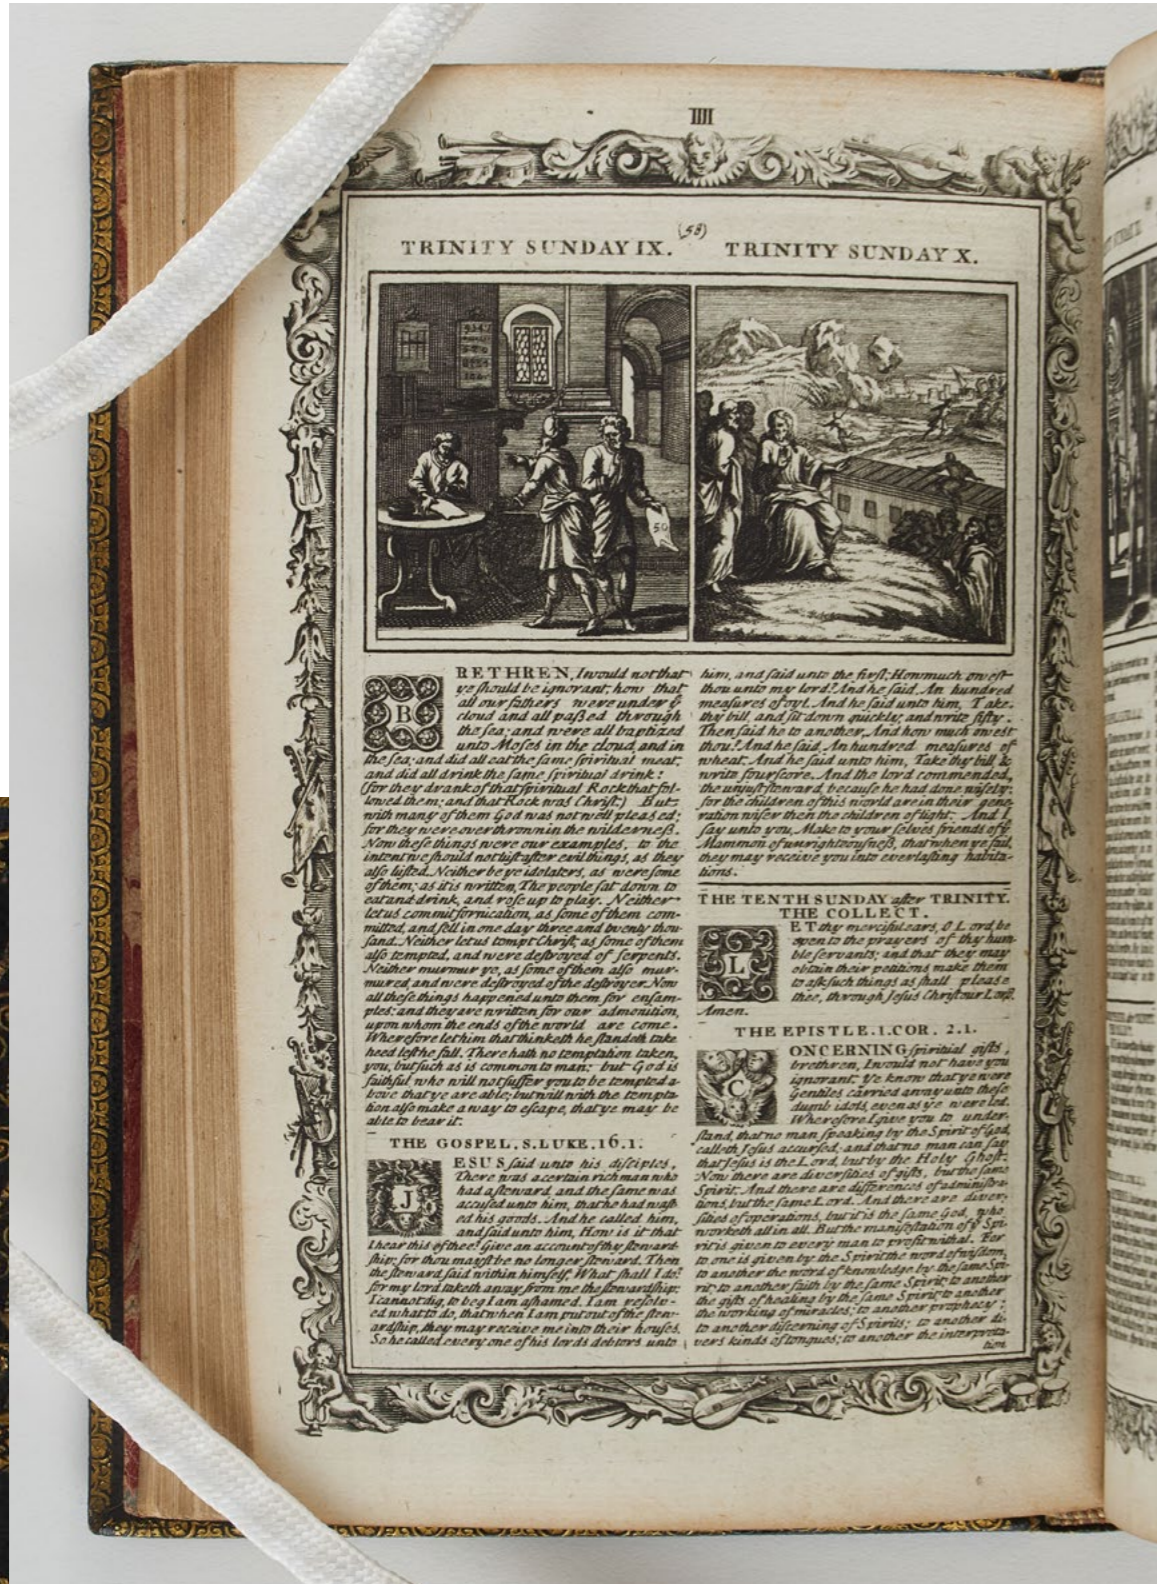 IIII
(58)
TRINITY SUNDAY IX. TRINITY SUNDAY X.
50
BRETHREN, I would not that
ye should be ignorant, how that
all our fathers were under yͤ
cloud and all paßed through
the sea; and were all baptized
unto Moses in the cloud, and in
the sea; and did all eat the same spiritual meat,
and did all drink the same spiritual drink:
(for they drank of that spiritual Rock that fol-
lowed them; and that Rock was Christ.) But
with many of them God was not well pleased;
for they were overthrown in the wilderneß.
Now these things were our examples, to the
intent we should not lust after evil things, as they
also lusted. Neither be ye idolaters, as were some
of them; as it is written, The people sat down to
eat and drink, and rose up to play. Neither
let us commit fornication, as some of them com-
mitted, and fell in one day three and twenty thou-
sand. Neither let us tempt Christ, as some of them
also tempted, and were destroyed of serpents.
Neither murmur ye, as some of them also mur-
mured, and were destroyed of the destroyer. Now
all these things happened unto them for ensam-
ples: and they are written for our admonition,
upon whom the ends of the world are come.
Wherefore let him that thinketh he standeth take
heed lest he fall. There hath no temptation taken,
you, but such as is common to man: but God is
faithful who will not suffer you to be tempted a-
bove that ye are able; but will with the tempta-
tion also make a way to escape, that ye may be
able to bear it.
THE GOSPEL. S. LUKE. 16. 1.
JESUS said unto his disciples,
There was a certain rich man who
had a steward, and the same was
accused unto him, that he had wast-
ed his goods. And he called him,
and said unto him, How is it that
I hear this of thee? Give an account of thy steward-
ship; for thou mayst be no longer steward. Then
the steward said within himself, What shall I do?
for my lord taketh away from me the stewardship;
I cannot dig, to beg I am ashamed. I am resolv-
ed what to do, that when I am put out of the stew-
ardship, they may receive me into their houses.
So he called every one of his lords debtors unto
him, and said unto the first, How much owest
thou unto my lord? And he said, An hundred
measures of oyl. And he said unto him, Take
thy bill, and sit down quickly, and write fifty.
Then said he to another, And how much owest
thou? And he said, An hundred measures of
wheat. And he said unto him, Take thy bill &
write fourscore. And the lord commended,
the unjust steward, because he had done wisely:
for the children of this world are in their gene-
ration wiser then the children of light. And I
say unto you, Make to your selves friends of yͤ
Mammon of unrighteousneß, that when ye fail,
they may receive you into everlasting habita-
tions.
THE TENTH SUNDAY after TRINITY.
THE COLLECT.
LET thy merciful ears, O Lord, be
open to the prayers of thy hum-
ble servants; and that they may
obtain their petitions make them
to ask such things as shall please
thee, through Jesus Christ our Lord.
Amen.
THE EPISTLE. 1. COR. 2. 1.
CONCERNING spiritual gifts,
brethren, I would not have you
ignorant. Ye know that ye were
Gentiles carried away unto these
dumb idols, even as ye were led.
Wherefore I give you to under-
stand, that no man speaking by the Spirit of God,
calleth Jesus accursed; and that no man can say
that Jesus is the Lord, but by the Holy Ghost.
Now there are diversities of gifts, but the same
Spirit. And there are differences of administra-
tions, but the same Lord. And there are diver-
sities of operations, but it is the same God, who
worketh all in all. But the manifestation of yͤ Spi-
rit is given to every man to profit withal. For
to one is given by the Spirit the word of wisdom,
to another the word of knowledge by the same Spi-
rit; to another faith by the same Spirit; to another
the gifts of healing by the same Spirit; to another
the working of miracles; to another prophecy;
to another discerning of Spirits; to another di-
vers kinds of tongues; to another the interpreta-
tion